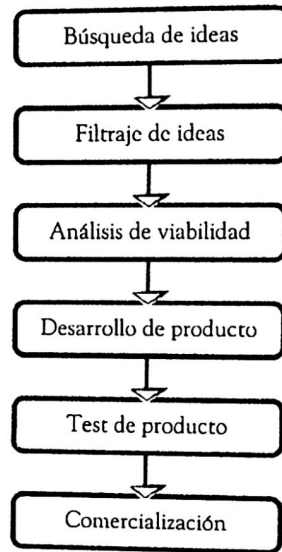 Búsqueda de ideas
Filtraje de ideas
Análisis de viabilidad
Desarrollo de producto
Test de producto
Comercialización